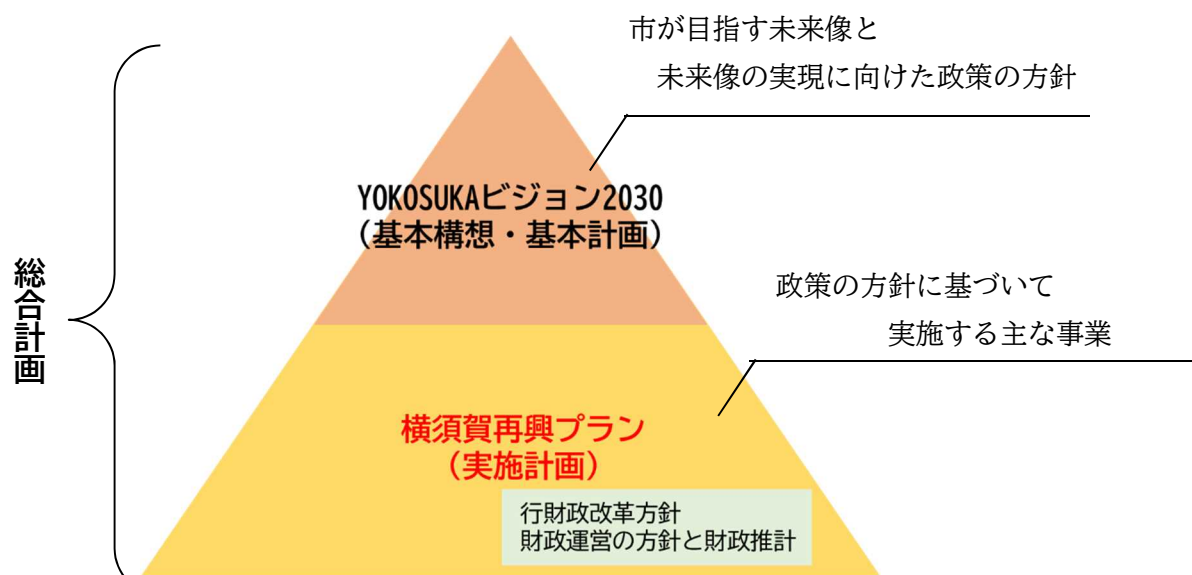 市が目指す未来像と
未来像の実現に向けた政策の方針
YOKOSUKAビジョン2030
(基本構想・基本計画)
総合計画
政策の方針に基づいて
実施する主な事業
横須賀再興プラン
(実施計画)
行財政改革方針
財政運営の方針と財政推計